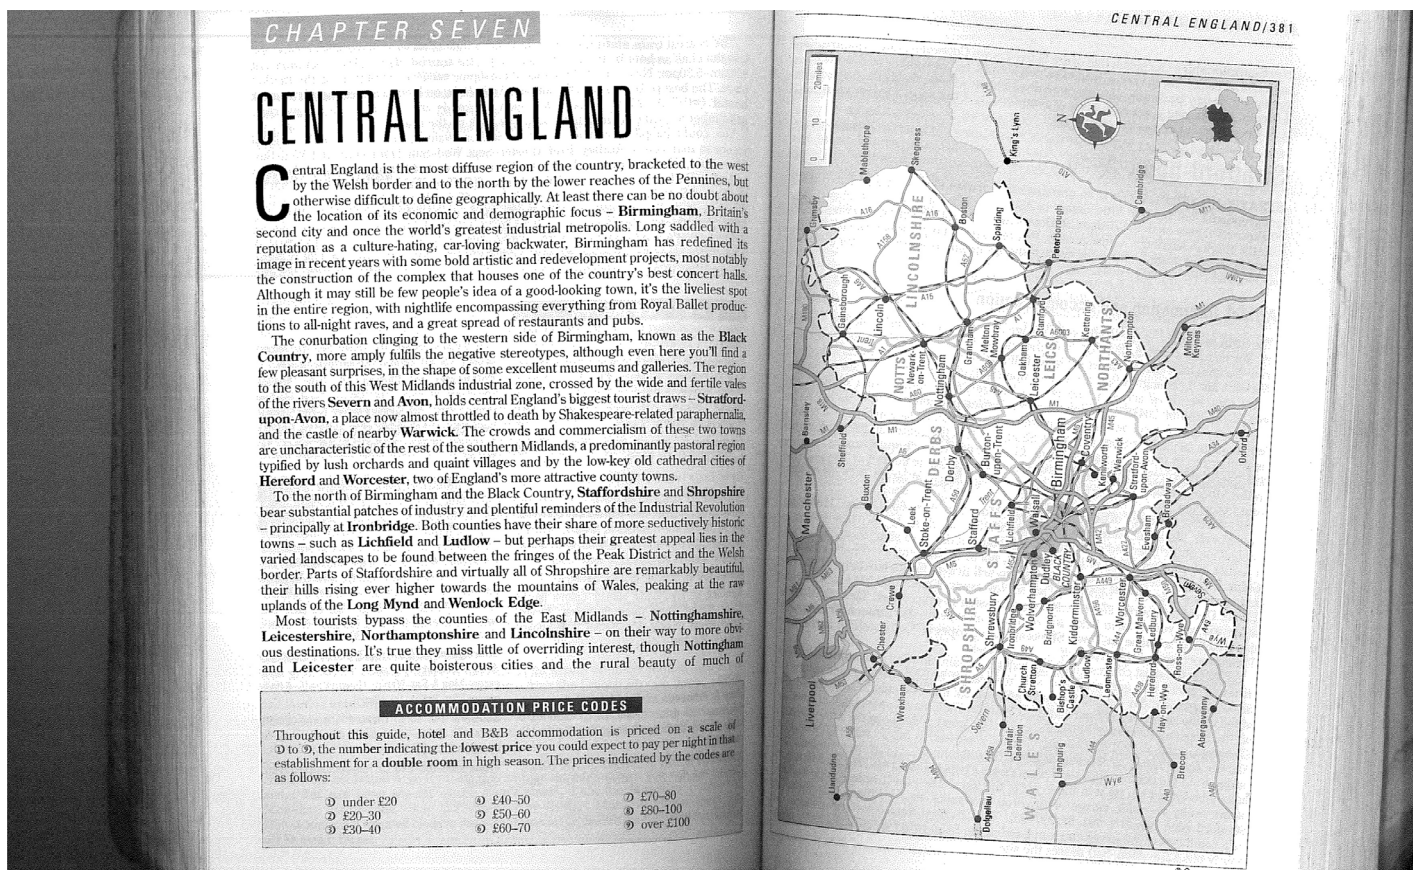 CHAPTER SEVEN
CENTRAL ENGLAND
Central England is the most diffuse region of the country, bracketed to the west
by the Welsh border and to the north by the lower reaches of the Pennines, but
otherwise difficult to define geographically. At least there can be no doubt about
the location of its economic and demographic focus – Birmingham, Britain's
second city and once the world's greatest industrial metropolis. Long saddled with a
reputation as a culture-hating, car-loving backwater, Birmingham has redefined its
image in recent years with some bold artistic and redevelopment projects, most notably
the construction of the complex that houses one of the country's best concert halls.
Although it may still be few people's idea of a good-looking town, it's the liveliest spot
in the entire region, with nightlife encompassing everything from Royal Ballet produc-
tions to all-night raves, and a great spread of restaurants and pubs.
The conurbation clinging to the western side of Birmingham, known as the Black
Country, more amply fulfils the negative stereotypes, although even here you'll find a
few pleasant surprises, in the shape of some excellent museums and galleries. The region
to the south of this West Midlands industrial zone, crossed by the wide and fertile vales
of the rivers Severn and Avon, holds central England's biggest tourist draws – Stratford-
upon-Avon, a place now almost throttled to death by Shakespeare-related paraphernalia,
and the castle of nearby Warwick. The crowds and commercialism of these two towns
are uncharacteristic of the rest of the southern Midlands, a predominantly pastoral region
typified by lush orchards and quaint villages and by the low-key old cathedral cities of
Hereford and Worcester, two of England's more attractive county towns.
To the north of Birmingham and the Black Country, Staffordshire and Shropshire
bear substantial patches of industry and plentiful reminders of the Industrial Revolution
– principally at Ironbridge. Both counties have their share of more seductively historic
towns – such as Lichfield and Ludlow – but perhaps their greatest appeal lies in the
varied landscapes to be found between the fringes of the Peak District and the Welsh
border. Parts of Staffordshire and virtually all of Shropshire are remarkably beautiful,
their hills rising ever higher towards the mountains of Wales, peaking at the raw
uplands of the Long Mynd and Wenlock Edge.
Most tourists bypass the counties of the East Midlands – Nottinghamshire,
Leicestershire, Northamptonshire and Lincolnshire – on their way to more obvi-
ous destinations. It's true they miss little of overriding interest, though Nottingham
and Leicester are quite boisterous cities and the rural beauty of much of
ACCOMMODATION PRICE CODES
Throughout this guide, hotel and B&B accommodation is priced on a scale of
① to ⑨, the number indicating the lowest price you could expect to pay per night in that
establishment for a double room in high season. The prices indicated by the codes are
as follows:
① under £20
② £20–30
③ £30–40
④ £40–50
⑤ £50–60
⑥ £60–70
⑦ £70–80
⑧ £80–100
⑨ over £100
CENTRAL ENGLAND/381
0 10 20miles
N
Mablethorpe
Skegness
King's Lynn
Cambridge
Grimsby
Boston
Spalding
Peterborough
LINCOLNSHIRE
Gainsborough
Lincoln
Grantham
Stamford
Kettering
Northampton
Milton
Keynes
Trent
NOTTS
Newark-
on-Trent
Melton
Mowbray
Oakham
LEICS
NORTHANTS
Nottingham
Leicester
Barnsley
Sheffield
DERBS
Derby
Burton-
upon-Trent
Birmingham
Coventry
Kenilworth
Warwick
Stratford-
upon-Avon
Oxford
Manchester
Buxton
Leek
Stoke-on-Trent
Stafford
STAFFS
Lichfield
Walsall
Broadway
Evesham
Wolverhampton
Dudley
BLACK
COUNTRY
Crewe
Chester
SHROPSHIRE
Shrewsbury
Ironbridge
Bridgnorth
Kidderminster
Worcester
Great Malvern
Ledbury
Ross-on-Wye
Severn
Wye
Liverpool
Wrexham
Church
Stretton
Bishop's
Castle
Ludlow
Leominster
Hereford
Hay-on-Wye
Abergavenny
Severn
Llanfair
Caereinion
Llangurig
Brecon
Llandudno
Dolgellau
WALES
Wye